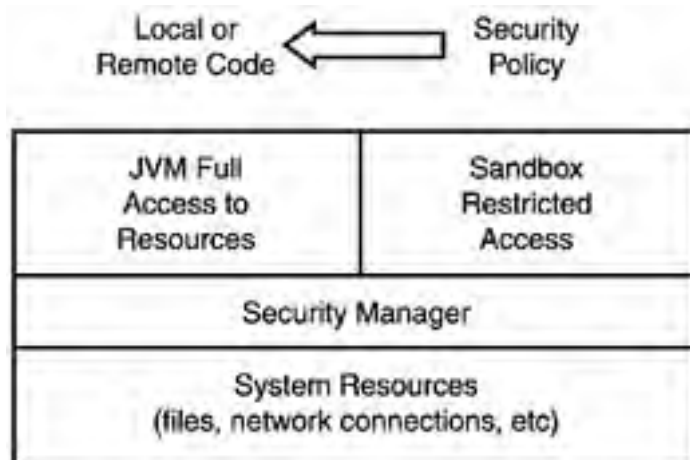 Local or
Remote Code
Security
Policy
JVM Full
Access to
Resources
Sandbox
Restricted
Access
Security Manager
System Resources
(files, network connections, etc)